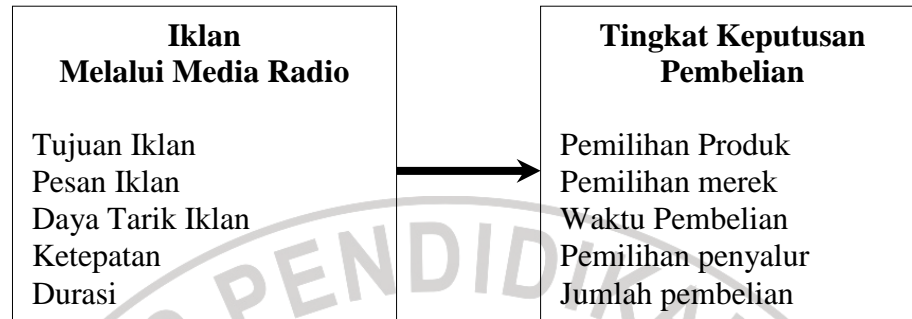 Iklan
Melalui Media Radio
Tujuan Iklan
Pesan Iklan
Daya Tarik Iklan
Ketepatan
Durasi
Tingkat Keputusan
Pembelian
Pemilihan Produk
Pemilihan merek
Waktu Pembelian
Pemilihan penyalur
Jumlah pembelian
PENDIDIKA